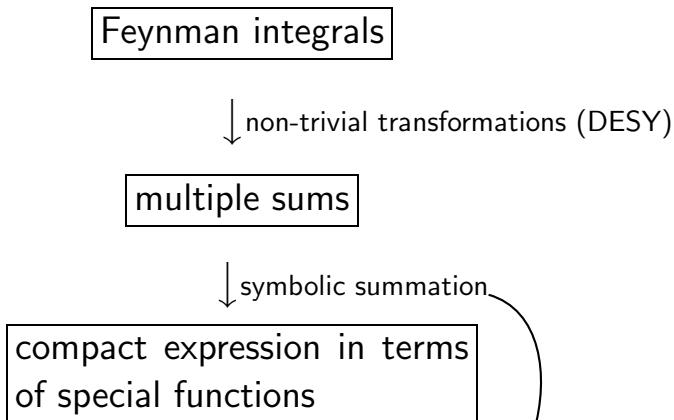 Feynman integrals
non-trivial transformations (DESY)
multiple sums
symbolic summation
compact expression in terms
of special functions